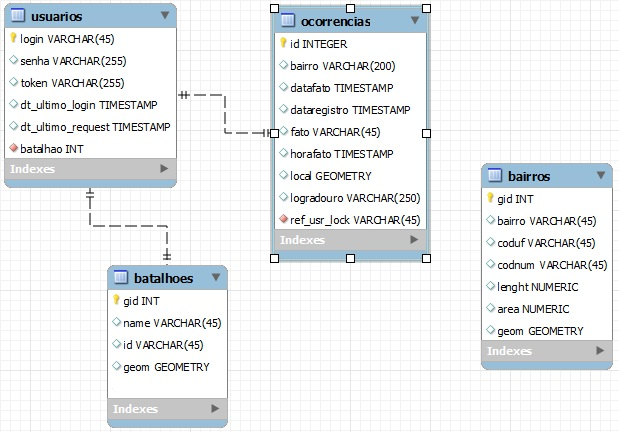 usuarios
login VARCHAR(45)
senha VARCHAR(255)
token VARCHAR(255)
dt_ultimo_login TIMESTAMP
dt_ultimo_request TIMESTAMP
batalhao INT
Indexes
ocorrencias
id INTEGER
bairro VARCHAR(200)
datafato TIMESTAMP
dataregistro TIMESTAMP
fato VARCHAR(45)
horafato TIMESTAMP
local GEOMETRY
logradouro VARCHAR(250)
ref_usr_lock VARCHAR(45)
Indexes
bairros
gid INT
bairro VARCHAR(45)
coduf VARCHAR(45)
codnum VARCHAR(45)
lenght NUMERIC
area NUMERIC
geom GEOMETRY
Indexes
batalhoes
gid INT
name VARCHAR(45)
id VARCHAR(45)
geom GEOMETRY
Indexes